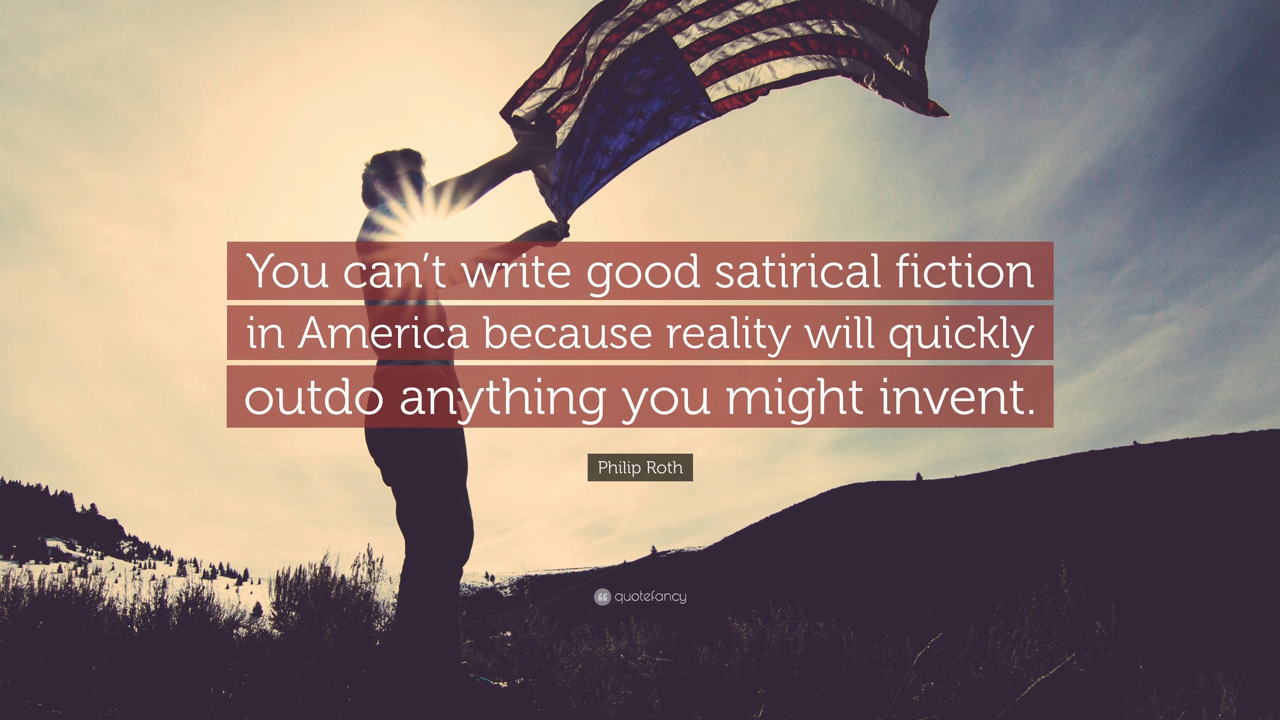 You can’t write good satirical fiction
in America because reality will quickly
outdo anything you might invent.
Philip Roth
quotefancy